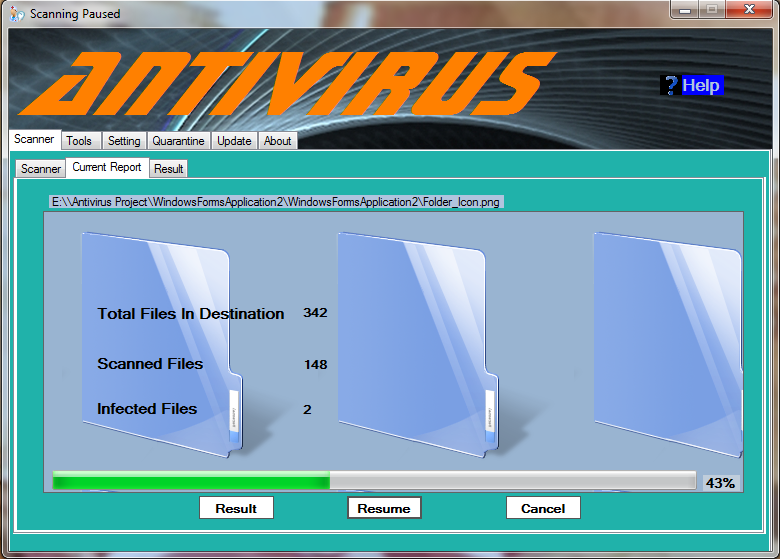 Scanning Paused
ANTIVIRUS
? Help
Scanner Tools Setting Quarantine Update About
Scanner Current Report Result
E:\\Antivirus Project\WindowsFormsApplication2\WindowsFormsApplication2\Folder_Icon.png
Total Files In Destination 342
Scanned Files 148
Infected Files 2
43%
Result Resume Cancel